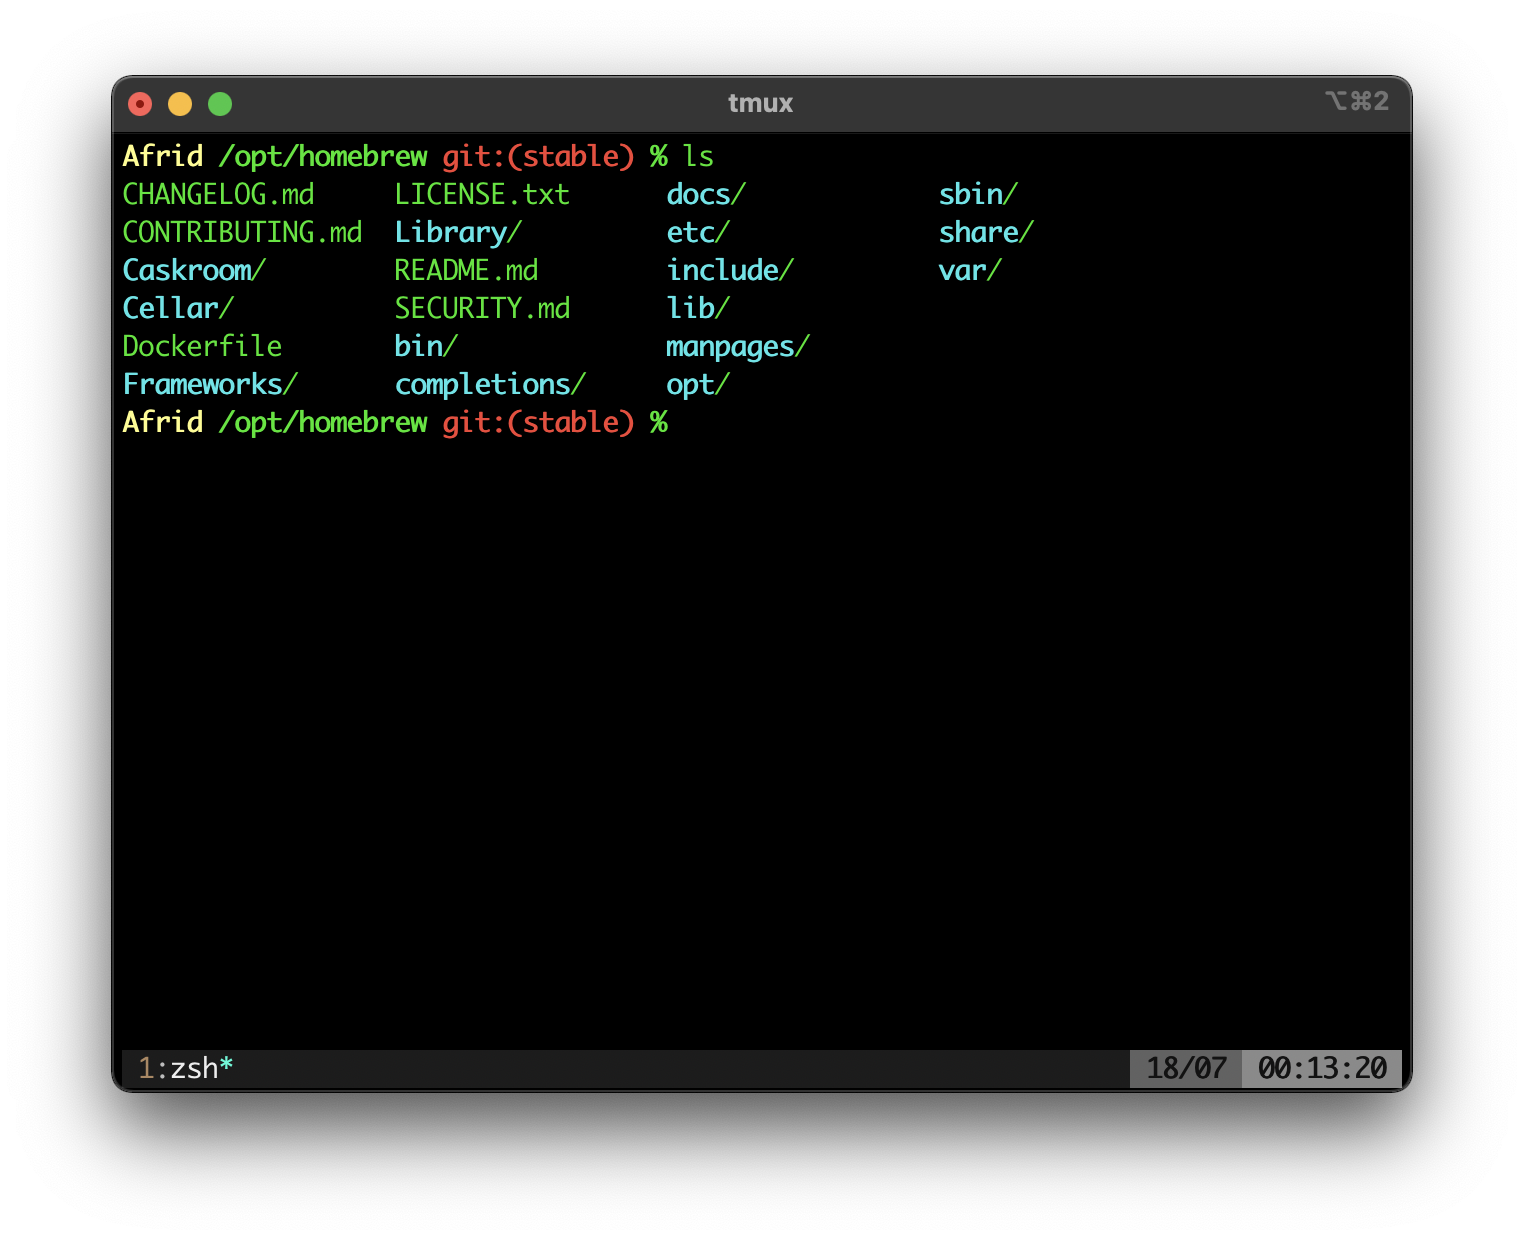 tmux ⌥⌘2
Afrid /opt/homebrew git:(stable) % ls
CHANGELOG.md LICENSE.txt docs/ sbin/
CONTRIBUTING.md Library/ etc/ share/
Caskroom/ README.md include/ var/
Cellar/ SECURITY.md lib/
Dockerfile bin/ manpages/
Frameworks/ completions/ opt/
Afrid /opt/homebrew git:(stable) %
1:zsh* 18/07 00:13:20